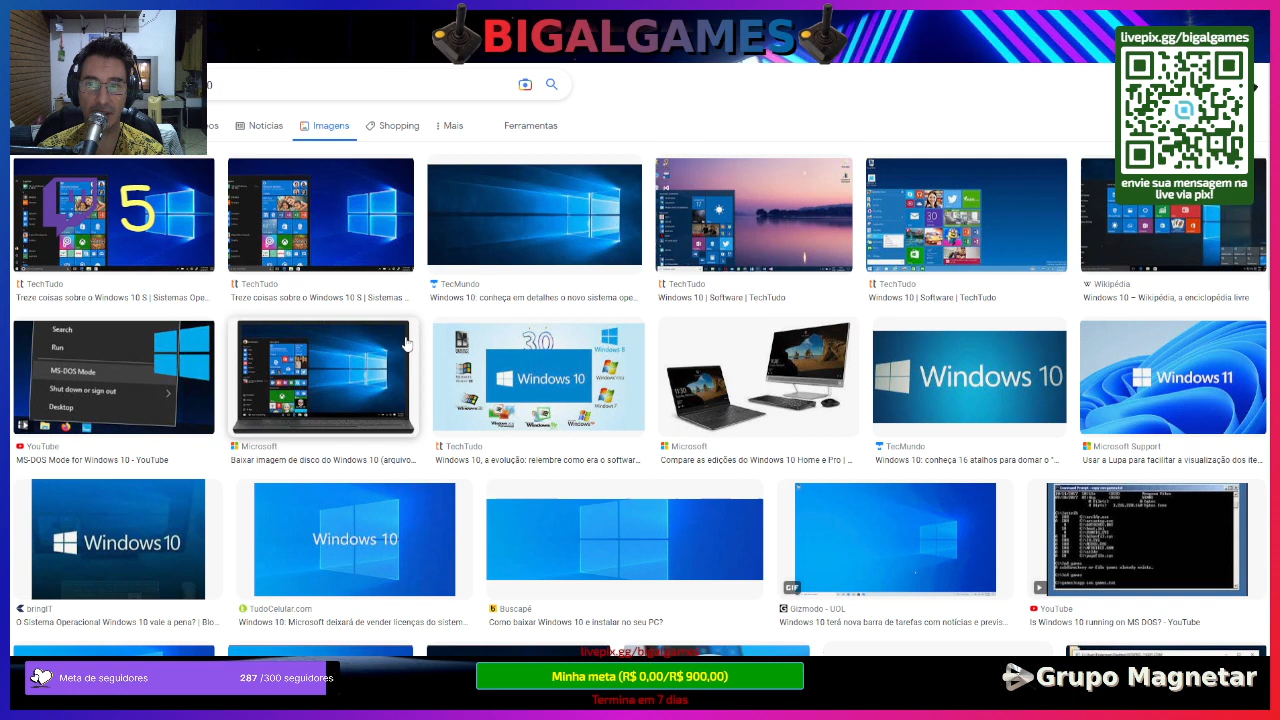 BIGALGAMES
livepix.gg/bigalgames
envie sua mensagem na
live via pix!
0
os
Notícias
Imagens
Shopping
Mais
Ferramentas
5
TechTudo
Treze coisas sobre o Windows 10 S | Sistemas Ope...
TechTudo
Treze coisas sobre o Windows 10 S | Sistemas ..
TecMundo
Windows 10: conheça em detalhes o novo sistema ope...
TechTudo
Windows 10 | Software | TechTudo
TechTudo
Windows 10 | Software | TechTudo
Wikipédia
Windows 10 – Wikipédia, a enciclopédia livre
Search
Run
MS-DOS Mode
Shut down or sign out
Desktop
30
Windows 8
Windows 7
Windows 10
Windows 10
Windows 11
YouTube
MS-DOS Mode for Windows 10 - YouTube
Microsoft
Baixar imagem de disco do Windows 10 (arquivo...
TechTudo
Windows 10, a evolução: relembre como era o softwar...
Microsoft
Compare as edições do Windows 10 Home e Pro | ...
TecMundo
Windows 10: conheça 16 atalhos para domar o "...
Microsoft Support
Usar a Lupa para facilitar a visualização dos ite...
Windows 10
Windows 10
GIF
bringIT
O Sistema Operacional Windows 10 vale a pena? | Blo...
TudoCelular.com
Windows 10: Microsoft deixará de vender licenças do sistem...
Buscapé
Como baixar Windows 10 e instalar no seu PC?
Gizmodo - UOL
Windows 10 terá nova barra de tarefas com notícias e previs...
YouTube
Is Windows 10 running on MS DOS? - YouTube
livepix.gg/bigalgames
Meta de seguidores
287 /300 seguidores
Minha meta (R$ 0,00/R$ 900,00)
Termina em 7 dias
Grupo Magnetar